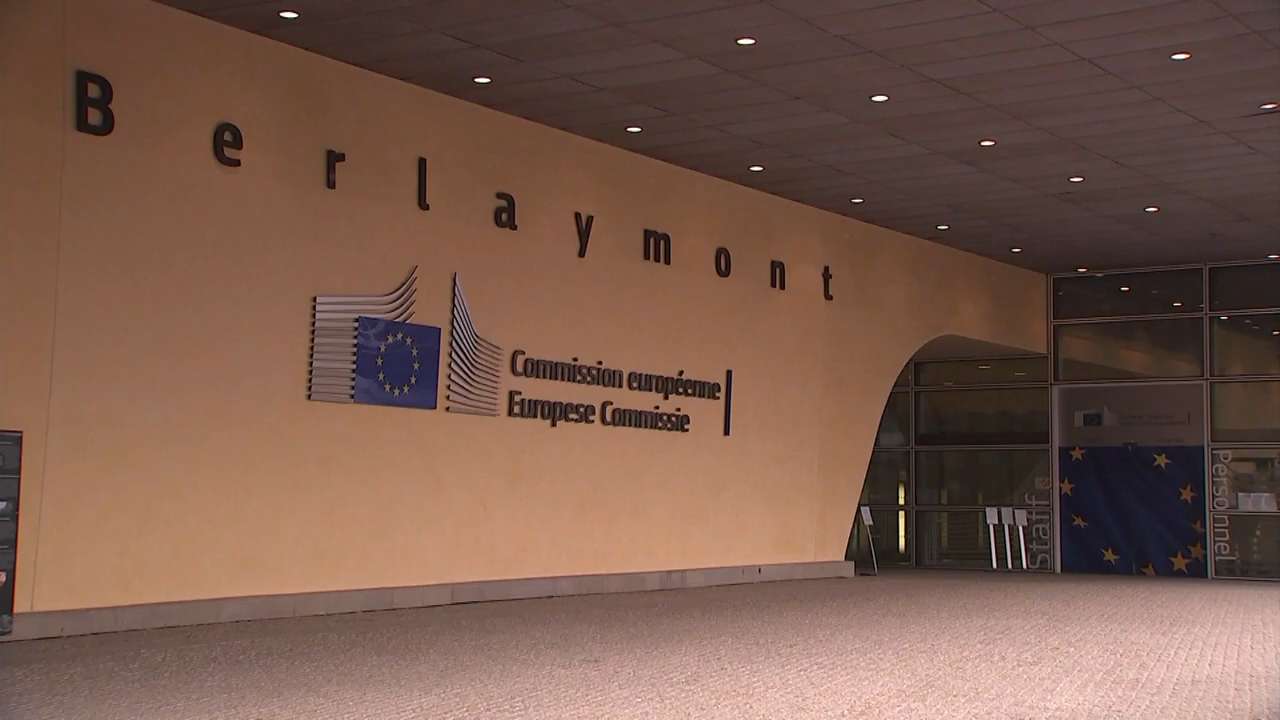 Berlaymont
Commission européenne
Europese Commissie
Staff
Personnel